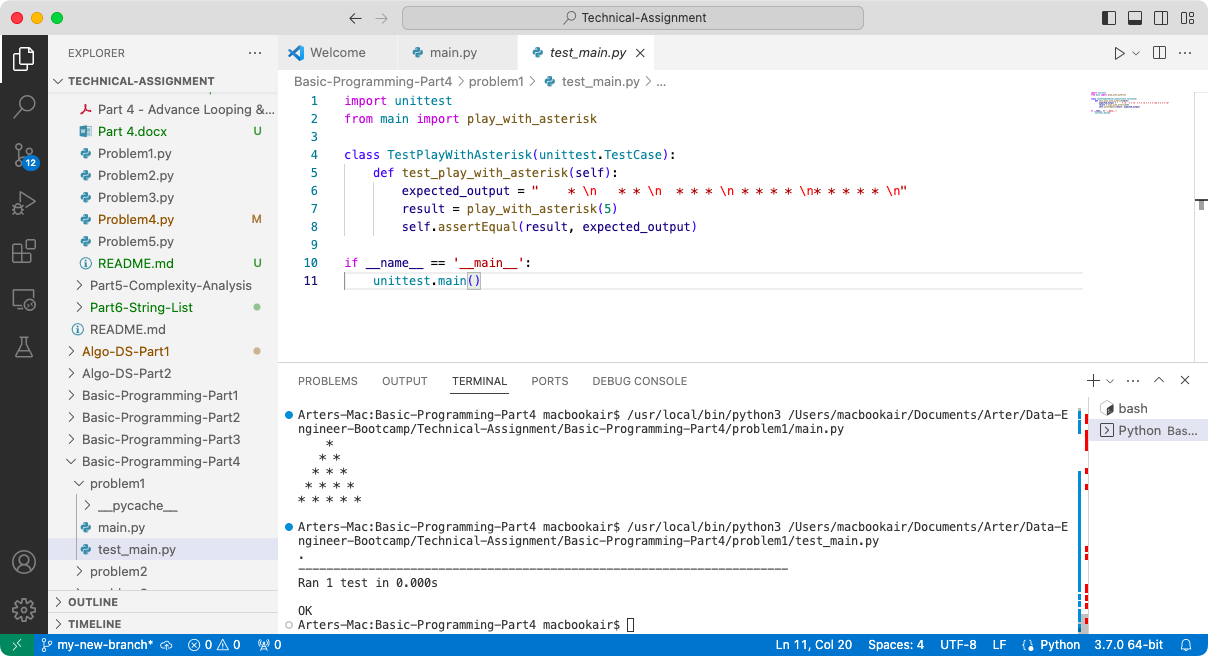 Technical-Assignment
EXPLORER
TECHNICAL-ASSIGNMENT
Part 4 - Advance Looping &...
Part 4.docx U
Problem1.py
Problem2.py
Problem3.py
Problem4.py M
Problem5.py
README.md U
Part5-Complexity-Analysis
Part6-String-List
README.md
Algo-DS-Part1
Algo-DS-Part2
Basic-Programming-Part1
Basic-Programming-Part2
Basic-Programming-Part3
Basic-Programming-Part4
problem1
__pycache__
main.py
test_main.py
problem2
OUTLINE
TIMELINE
12
Welcome main.py test_main.py
Basic-Programming-Part4 > problem1 > test_main.py > ...
1 import unittest
2 from main import play_with_asterisk
3
4 class TestPlayWithAsterisk(unittest.TestCase):
5     def test_play_with_asterisk(self):
6         expected_output = "    * \n   * * \n  * * * \n * * * * \n* * * * * \n"
7         result = play_with_asterisk(5)
8         self.assertEqual(result, expected_output)
9
10 if __name__ == '__main__':
11     unittest.main()
PROBLEMS OUTPUT TERMINAL PORTS DEBUG CONSOLE
Arters-Mac:Basic-Programming-Part4 macbookair$ /usr/local/bin/python3 /Users/macbookair/Documents/Arter/Data-E
ngineer-Bootcamp/Technical-Assignment/Basic-Programming-Part4/problem1/main.py
    *
   * *
  * * *
 * * * *
* * * * *
Arters-Mac:Basic-Programming-Part4 macbookair$ /usr/local/bin/python3 /Users/macbookair/Documents/Arter/Data-E
ngineer-Bootcamp/Technical-Assignment/Basic-Programming-Part4/problem1/test_main.py
.
----------------------------------------------------------------------
Ran 1 test in 0.000s
OK
Arters-Mac:Basic-Programming-Part4 macbookair$
bash
Python Bas...
my-new-branch* 0 0 0 Ln 11, Col 20 Spaces: 4 UTF-8 LF Python 3.7.0 64-bit